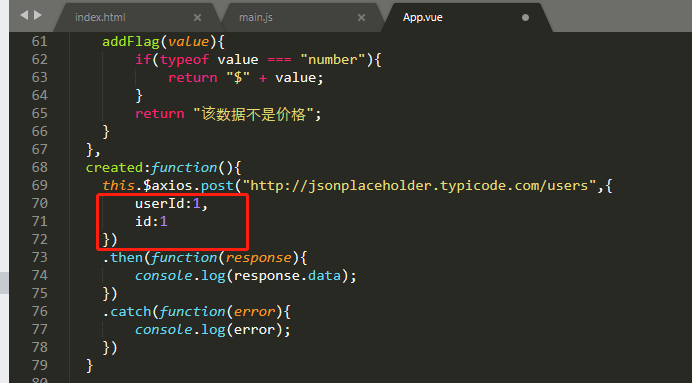 index.html × main.js × App.vue
61 addFlag(value){
62 if(typeof value === "number"){
63 return "$" + value;
64 }
65 return "该数据不是价格";
66 }
67 },
68 created:function(){
69 this.$axios.post("http://jsonplaceholder.typicode.com/users",{
70 userId:1,
71 id:1
72 })
73 .then(function(response){
74 console.log(response.data);
75 })
76 .catch(function(error){
77 console.log(error);
78 })
79 }
80